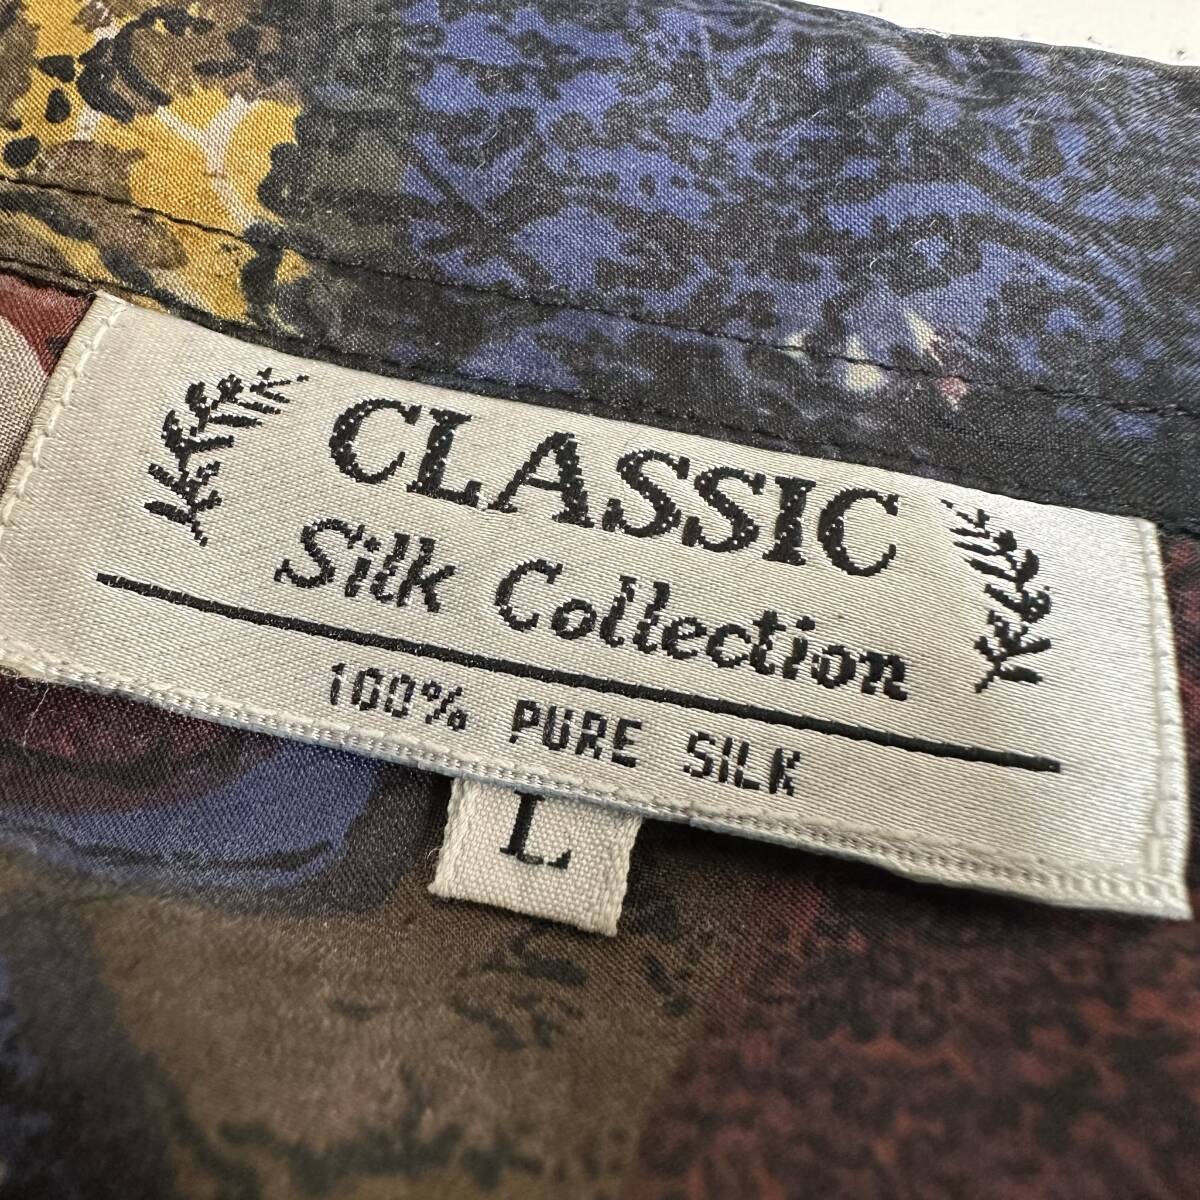 CLASSIC
Silk Collection
100% PURE SILK
L